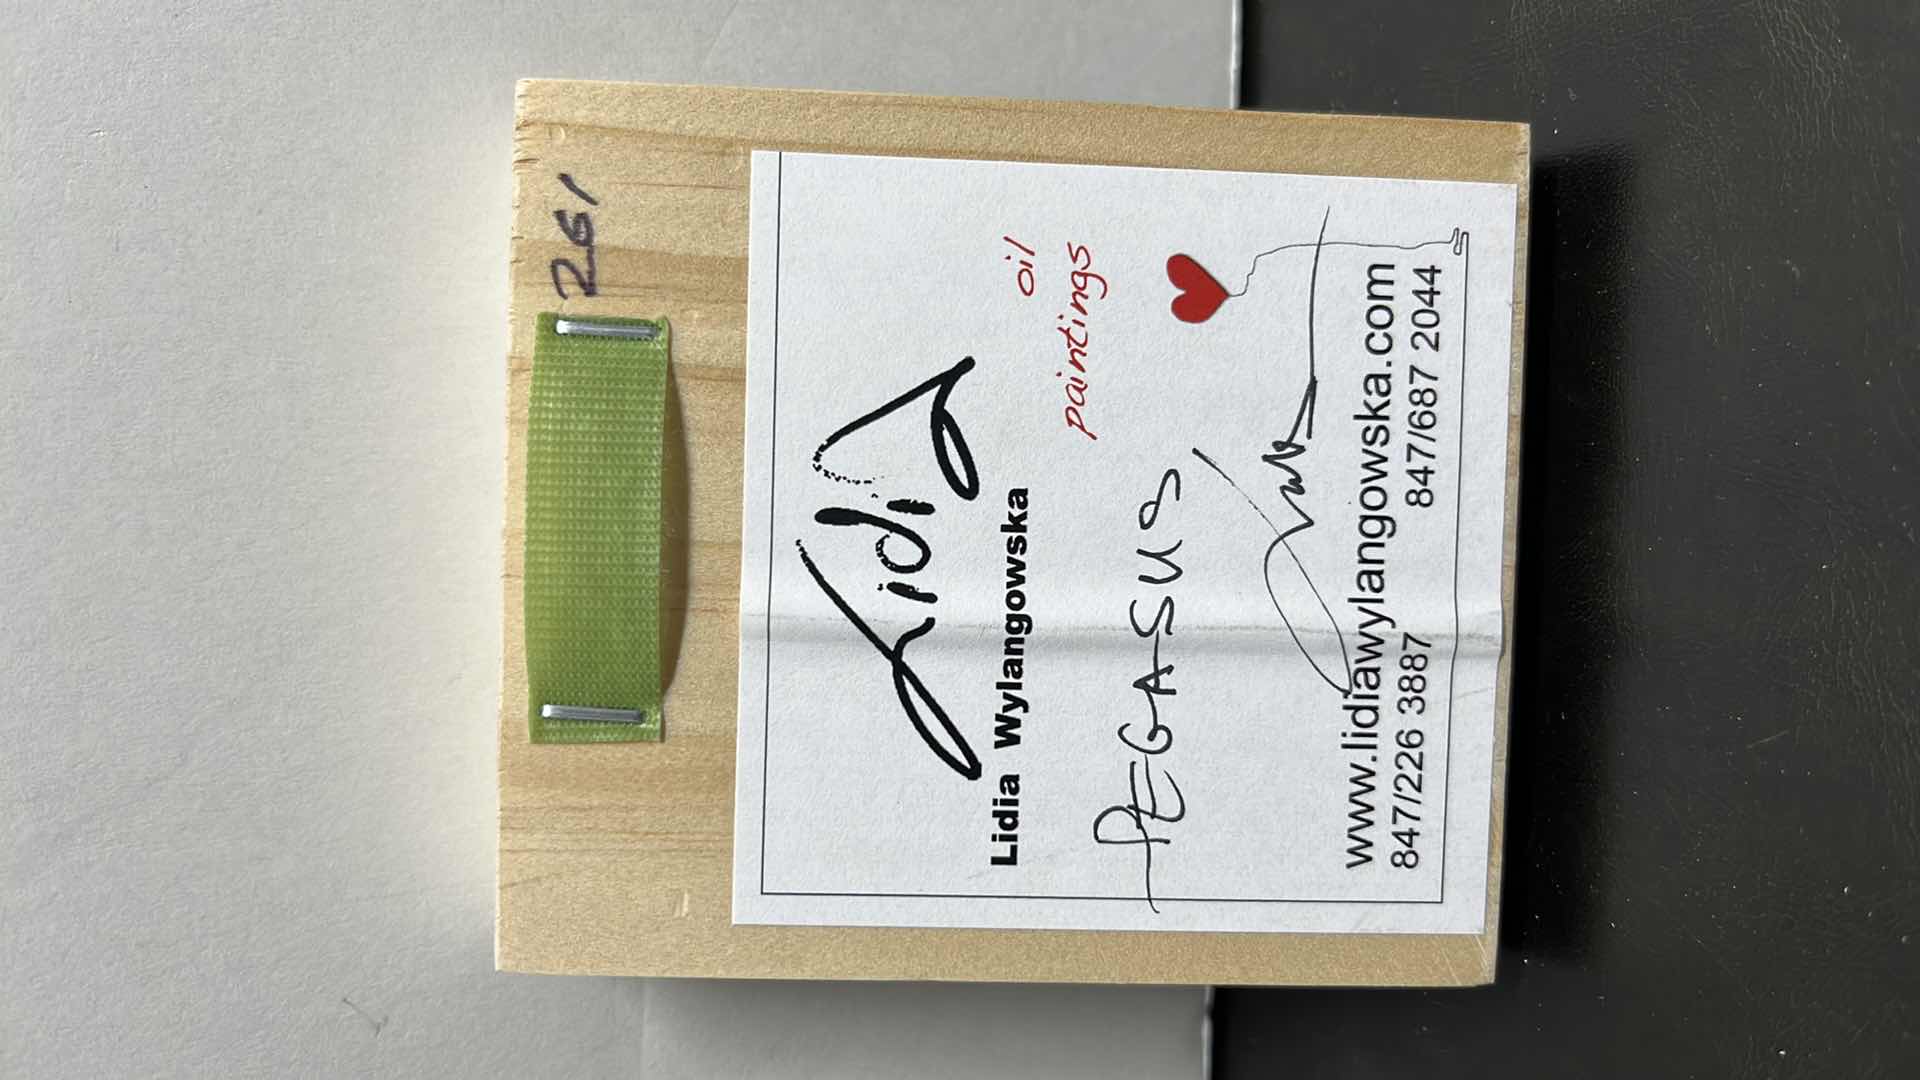 261
Lidia
Lidia Wylangowska
oil
paintings
PEGASUS
www.lidiawylangowska.com
847/226 3887 847/687 2044